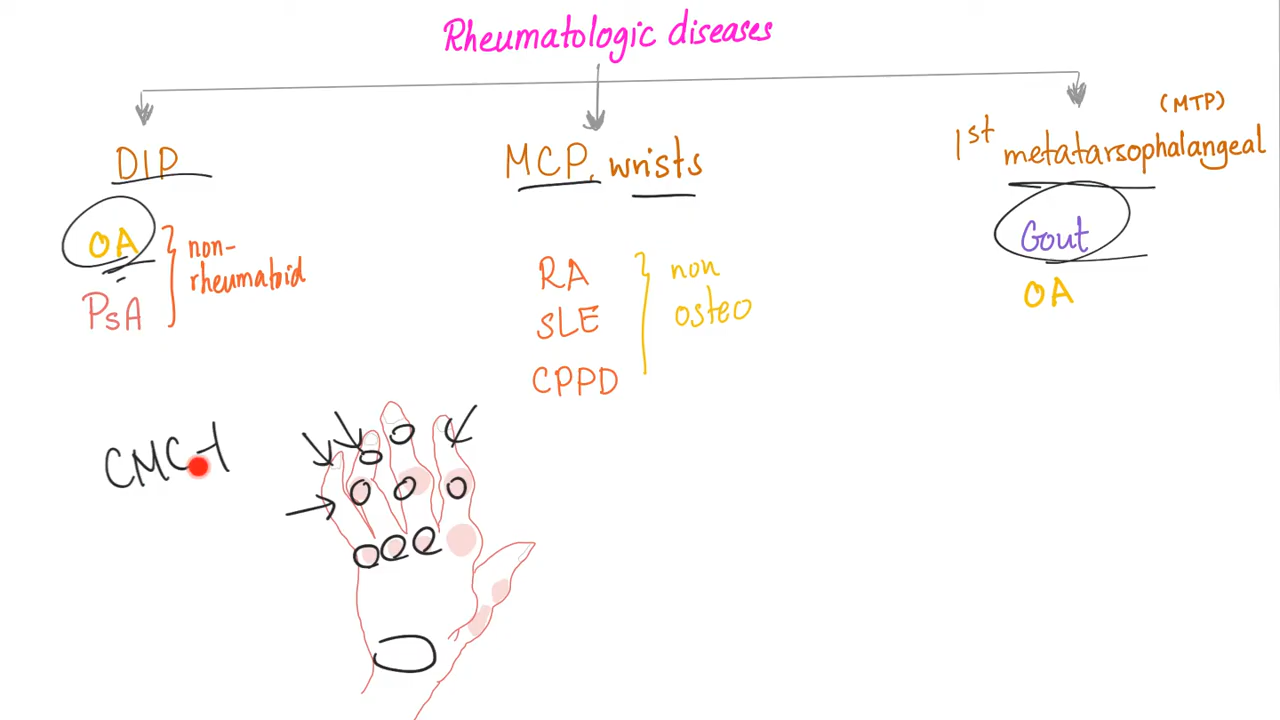 Rheumatologic diseases
DIP
OA
PsA
non-
rheumatoid
MCP, wrists
RA
SLE
CPPD
non
osteo
(MTP)
1st metatarsophalangeal
Gout
OA
CMC-1